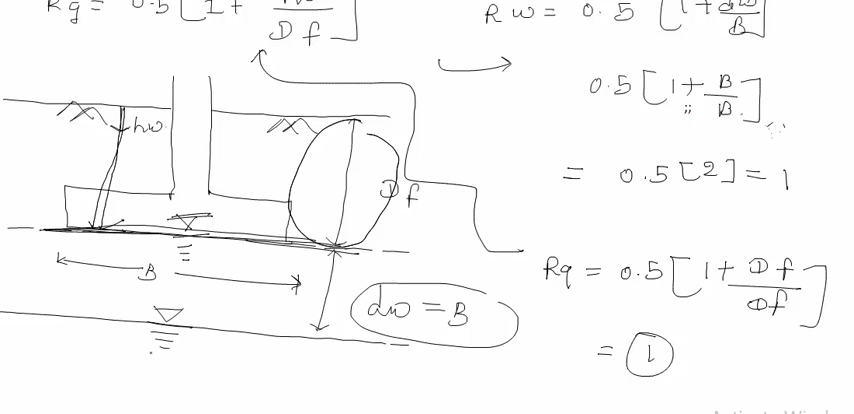 Rq = 0.5 [1 + hw / Df]
Rw = 0.5 [1 + dw / B]
0.5 [1 + B / B]
hw
= 0.5 [2] = 1
Df
B
Rq = 0.5 [1 + Df / Df]
dw = B
= 1